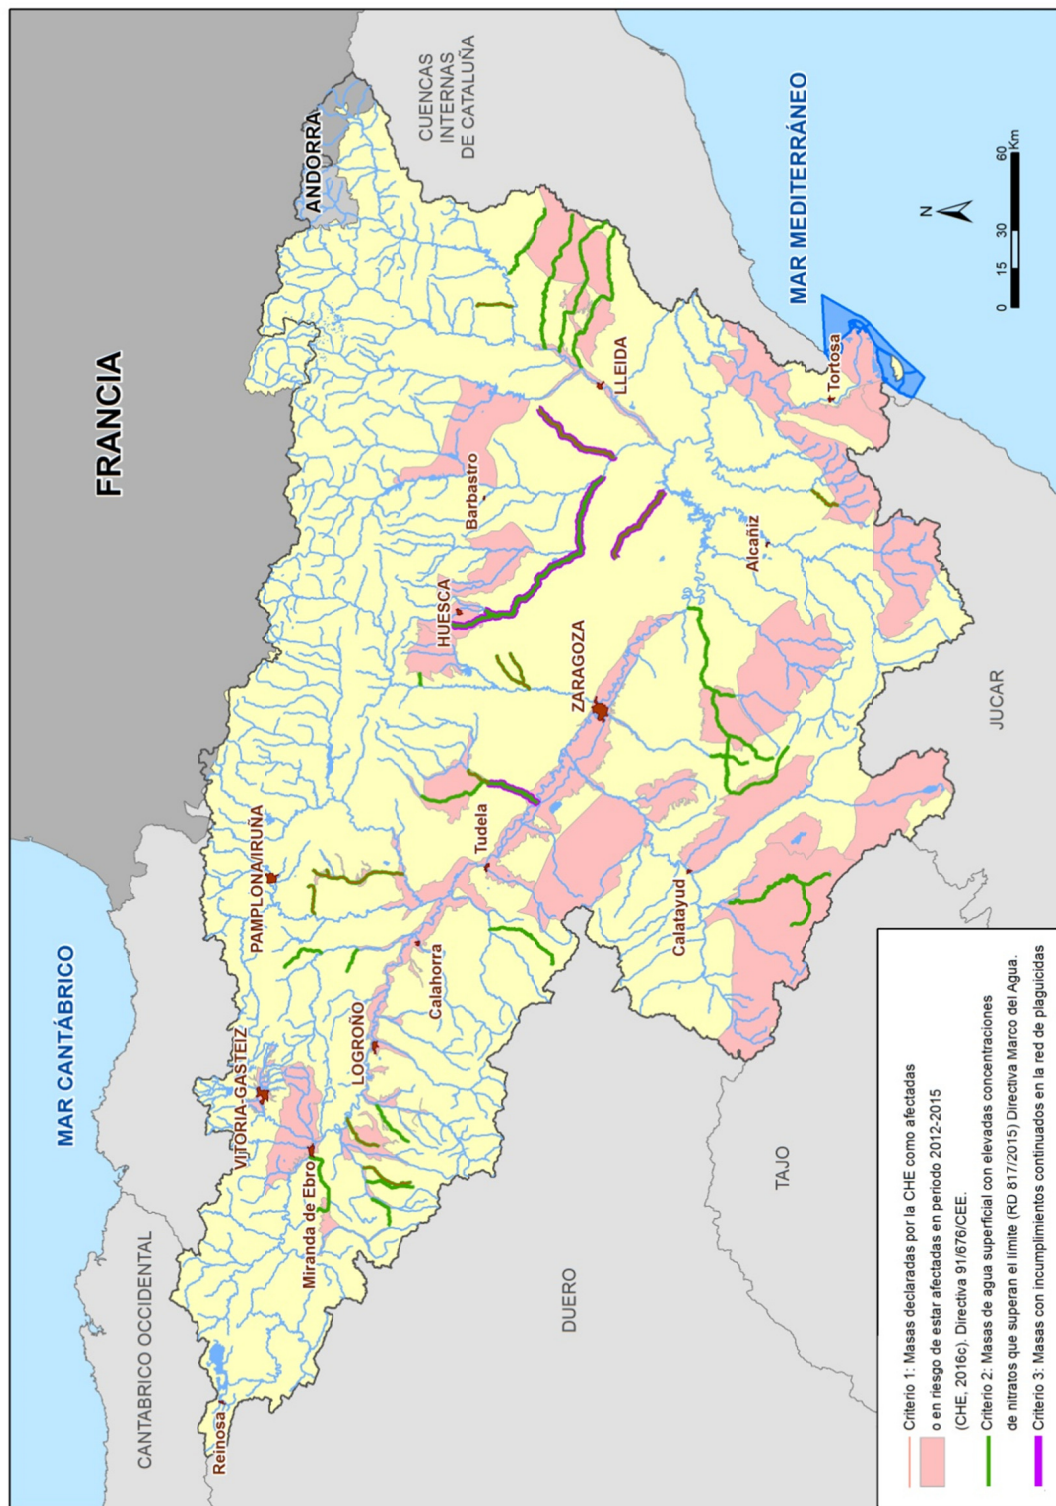 MAR CANTÁBRICO
FRANCIA
CANTABRICO OCCIDENTAL
ANDORRA
CUENCAS
INTERNAS
DE CATALUÑA
Reinosa
VITORIA-GASTEIZ
PAMPLONA/IRUÑA
Miranda de Ebro
LOGROÑO
Calahorra
HUESCA
Barbastro
Tudela
LLEIDA
ZARAGOZA
DUERO
Calatayud
Alcañiz
Tortosa
MAR MEDITERRÁNEO
TAJO
JUCAR
N
0 15 30 60
Km
Criterio 1: Masas declaradas por la CHE como afectadas
o en riesgo de estar afectadas en periodo 2012-2015
(CHE, 2016c). Directiva 91/676/CEE.
Criterio 2: Masas de agua superficial con elevadas concentraciones
de nitratos que superan el límite (RD 817/2015) Directiva Marco del Agua.
Criterio 3: Masas con incumplimientos continuados en la red de plaguicidas